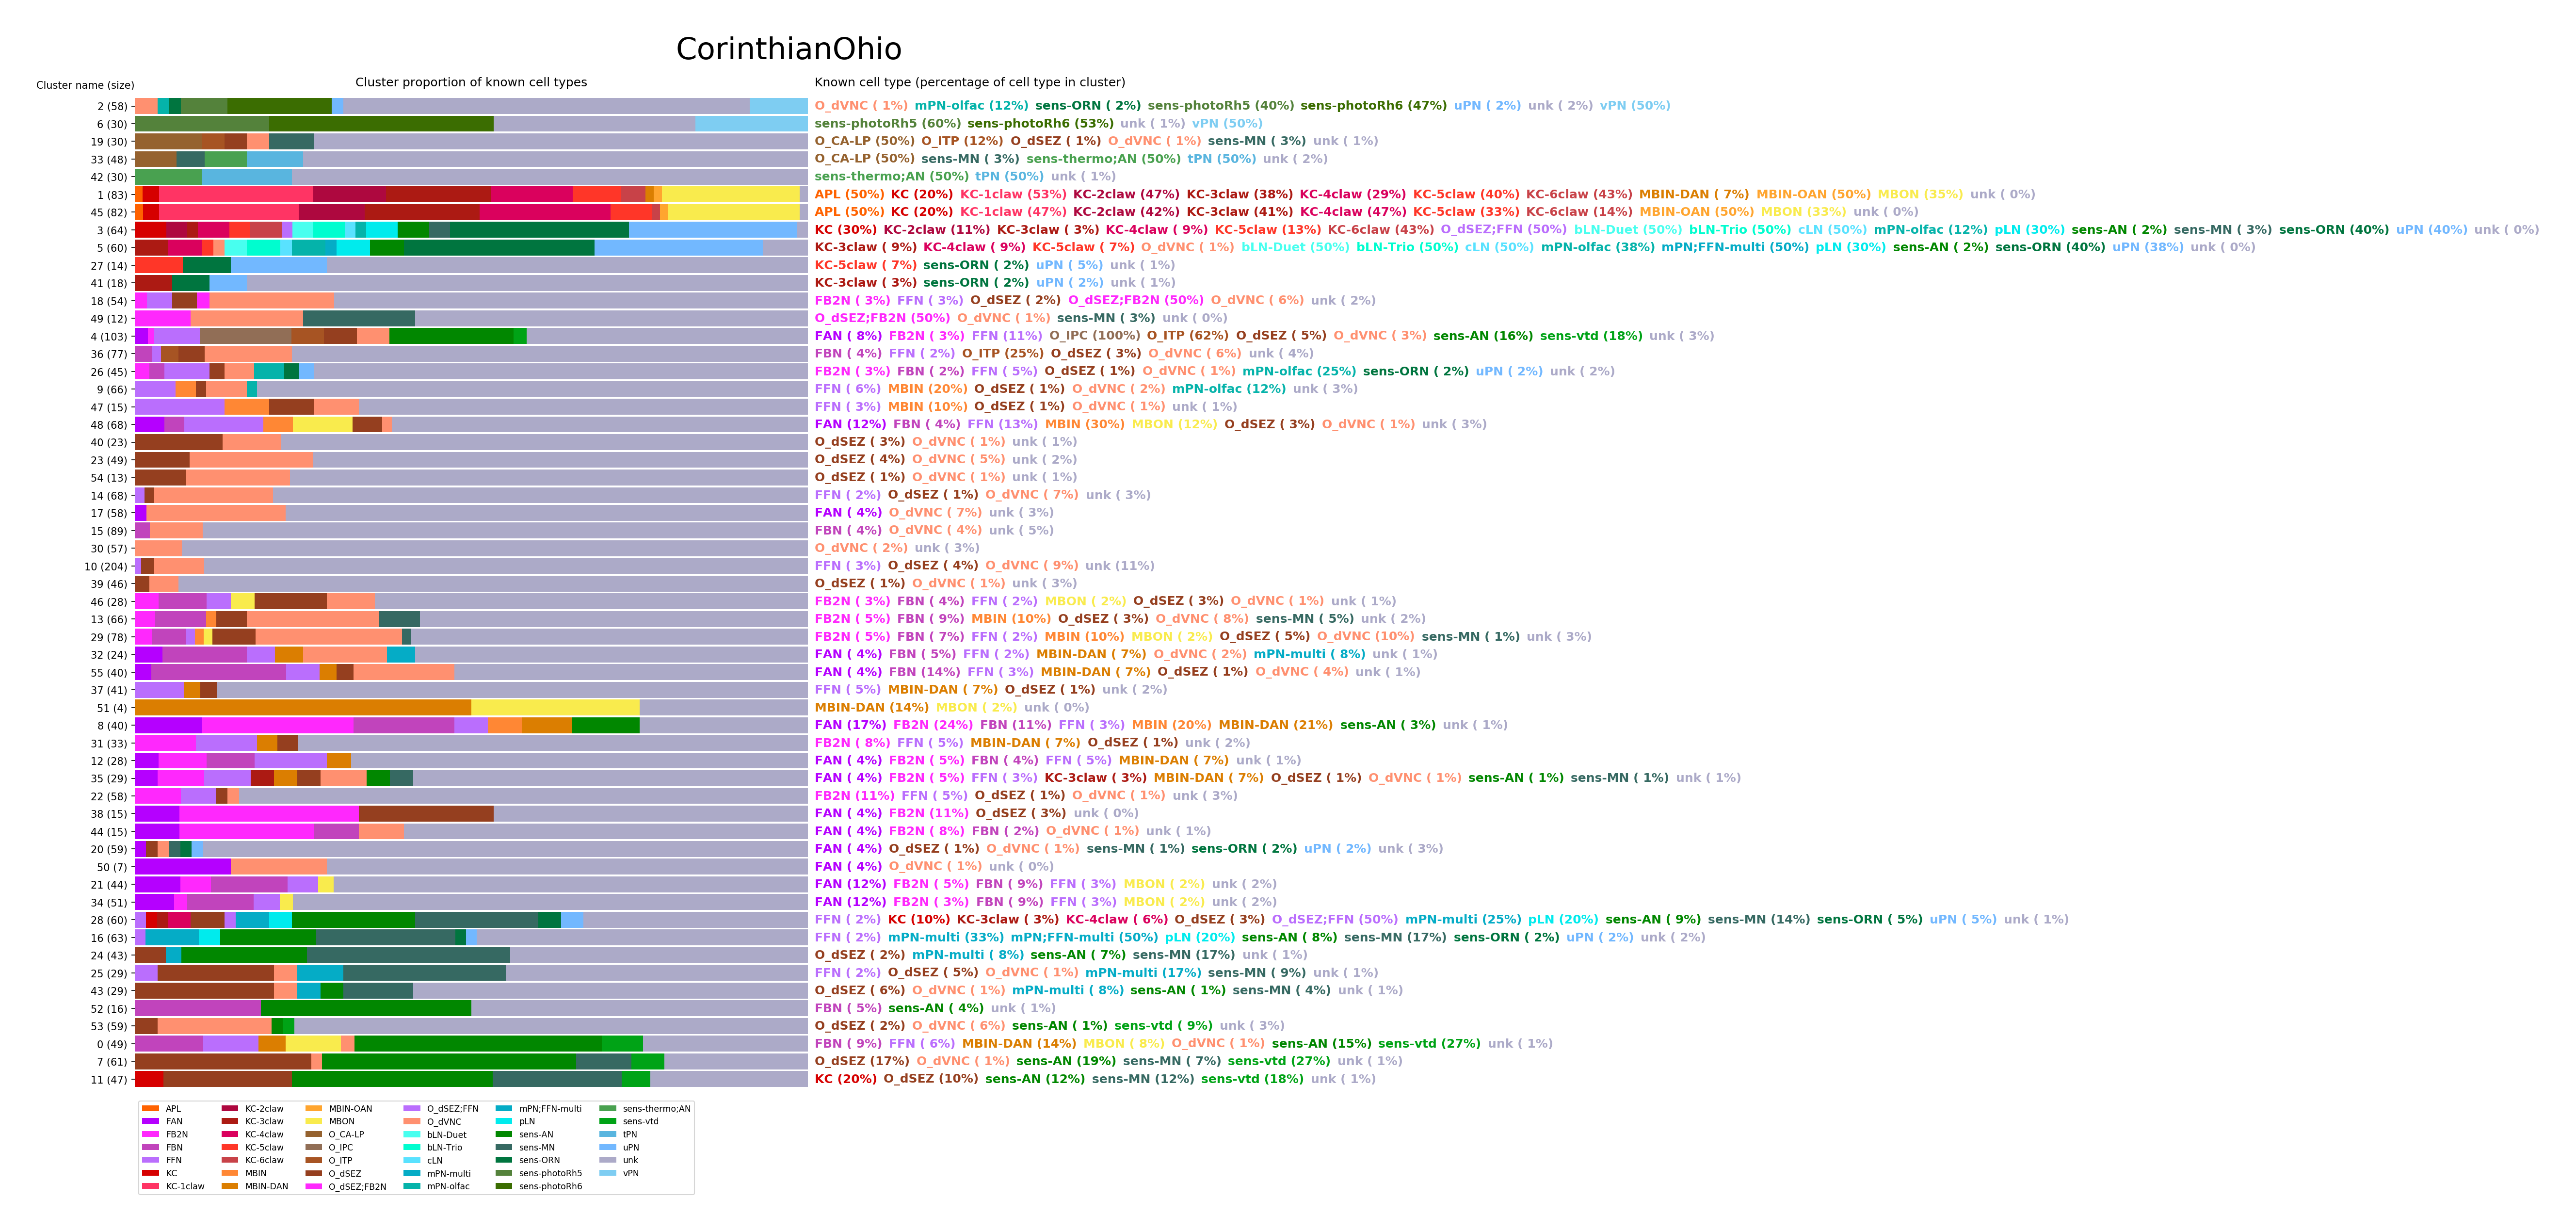 CorinthianOhio
Cluster name (size) Cluster proportion of known cell types Known cell type (percentage of cell type in cluster)
2 (58) O_dVNC ( 1%) mPN-olfac (12%) sens-ORN ( 2%) sens-photoRh5 (40%) sens-photoRh6 (47%) uPN ( 2%) unk ( 2%) vPN (50%)
6 (30) sens-photoRh5 (60%) sens-photoRh6 (53%) unk ( 1%) vPN (50%)
19 (30) O_CA-LP (50%) O_ITP (12%) O_dSEZ ( 1%) O_dVNC ( 1%) sens-MN ( 3%) unk ( 1%)
33 (48) O_CA-LP (50%) sens-MN ( 3%) sens-thermo;AN (50%) tPN (50%) unk ( 2%)
42 (30) sens-thermo;AN (50%) tPN (50%) unk ( 1%)
1 (83) APL (50%) KC (20%) KC-1claw (53%) KC-2claw (47%) KC-3claw (38%) KC-4claw (29%) KC-5claw (40%) KC-6claw (43%) MBIN-DAN ( 7%) MBIN-OAN (50%) MBON (35%) unk ( 0%)
45 (82) APL (50%) KC (20%) KC-1claw (47%) KC-2claw (42%) KC-3claw (41%) KC-4claw (47%) KC-5claw (33%) KC-6claw (14%) MBIN-OAN (50%) MBON (33%) unk ( 0%)
3 (64) KC (30%) KC-2claw (11%) KC-3claw ( 3%) KC-4claw ( 9%) KC-5claw (13%) KC-6claw (43%) O_dSEZ;FFN (50%) bLN-Duet (50%) bLN-Trio (50%) cLN (50%) mPN-olfac (12%) pLN (30%) sens-AN ( 2%) sens-MN ( 3%) sens-ORN (40%) uPN (40%) unk ( 0%)
5 (60) KC-3claw ( 9%) KC-4claw ( 9%) KC-5claw ( 7%) O_dVNC ( 1%) bLN-Duet (50%) bLN-Trio (50%) cLN (50%) mPN-olfac (38%) mPN;FFN-multi (50%) pLN (30%) sens-AN ( 2%) sens-ORN (40%) uPN (38%) unk ( 0%)
27 (14) KC-5claw ( 7%) sens-ORN ( 2%) uPN ( 5%) unk ( 1%)
41 (18) KC-3claw ( 3%) sens-ORN ( 2%) uPN ( 2%) unk ( 1%)
18 (54) FB2N ( 3%) FFN ( 3%) O_dSEZ ( 2%) O_dSEZ;FB2N (50%) O_dVNC ( 6%) unk ( 2%)
49 (12) O_dSEZ;FB2N (50%) O_dVNC ( 1%) sens-MN ( 3%) unk ( 0%)
4 (103) FAN ( 8%) FB2N ( 3%) FFN (11%) O_IPC (100%) O_ITP (62%) O_dSEZ ( 5%) O_dVNC ( 3%) sens-AN (16%) sens-vtd (18%) unk ( 3%)
36 (77) FBN ( 4%) FFN ( 2%) O_ITP (25%) O_dSEZ ( 3%) O_dVNC ( 6%) unk ( 4%)
26 (45) FB2N ( 3%) FBN ( 2%) FFN ( 5%) O_dSEZ ( 1%) O_dVNC ( 1%) mPN-olfac (25%) sens-ORN ( 2%) uPN ( 2%) unk ( 2%)
9 (66) FFN ( 6%) MBIN (20%) O_dSEZ ( 1%) O_dVNC ( 2%) mPN-olfac (12%) unk ( 3%)
47 (15) FFN ( 3%) MBIN (10%) O_dSEZ ( 1%) O_dVNC ( 1%) unk ( 1%)
48 (68) FAN (12%) FBN ( 4%) FFN (13%) MBIN (30%) MBON (12%) O_dSEZ ( 3%) O_dVNC ( 1%) unk ( 3%)
40 (23) O_dSEZ ( 3%) O_dVNC ( 1%) unk ( 1%)
23 (49) O_dSEZ ( 4%) O_dVNC ( 5%) unk ( 2%)
54 (13) O_dSEZ ( 1%) O_dVNC ( 1%) unk ( 1%)
14 (68) FFN ( 2%) O_dSEZ ( 1%) O_dVNC ( 7%) unk ( 3%)
17 (58) FAN ( 4%) O_dVNC ( 7%) unk ( 3%)
15 (89) FBN ( 4%) O_dVNC ( 4%) unk ( 5%)
30 (57) O_dVNC ( 2%) unk ( 3%)
10 (204) FFN ( 3%) O_dSEZ ( 4%) O_dVNC ( 9%) unk (11%)
39 (46) O_dSEZ ( 1%) O_dVNC ( 1%) unk ( 3%)
46 (28) FB2N ( 3%) FBN ( 4%) FFN ( 2%) MBON ( 2%) O_dSEZ ( 3%) O_dVNC ( 1%) unk ( 1%)
13 (66) FB2N ( 5%) FBN ( 9%) MBIN (10%) O_dSEZ ( 3%) O_dVNC ( 8%) sens-MN ( 5%) unk ( 2%)
29 (78) FB2N ( 5%) FBN ( 7%) FFN ( 2%) MBIN (10%) MBON ( 2%) O_dSEZ ( 5%) O_dVNC (10%) sens-MN ( 1%) unk ( 3%)
32 (24) FAN ( 4%) FBN ( 5%) FFN ( 2%) MBIN-DAN ( 7%) O_dVNC ( 2%) mPN-multi ( 8%) unk ( 1%)
55 (40) FAN ( 4%) FBN (14%) FFN ( 3%) MBIN-DAN ( 7%) O_dSEZ ( 1%) O_dVNC ( 4%) unk ( 1%)
37 (41) FFN ( 5%) MBIN-DAN ( 7%) O_dSEZ ( 1%) unk ( 2%)
51 (4) MBIN-DAN (14%) MBON ( 2%) unk ( 0%)
8 (40) FAN (17%) FB2N (24%) FBN (11%) FFN ( 3%) MBIN (20%) MBIN-DAN (21%) sens-AN ( 3%) unk ( 1%)
31 (33) FB2N ( 8%) FFN ( 5%) MBIN-DAN ( 7%) O_dSEZ ( 1%) unk ( 2%)
12 (28) FAN ( 4%) FB2N ( 5%) FBN ( 4%) FFN ( 5%) MBIN-DAN ( 7%) unk ( 1%)
35 (29) FAN ( 4%) FB2N ( 5%) FFN ( 3%) KC-3claw ( 3%) MBIN-DAN ( 7%) O_dSEZ ( 1%) O_dVNC ( 1%) sens-AN ( 1%) sens-MN ( 1%) unk ( 1%)
22 (58) FB2N (11%) FFN ( 5%) O_dSEZ ( 1%) O_dVNC ( 1%) unk ( 3%)
38 (15) FAN ( 4%) FB2N (11%) O_dSEZ ( 3%) unk ( 0%)
44 (15) FAN ( 4%) FB2N ( 8%) FBN ( 2%) O_dVNC ( 1%) unk ( 1%)
20 (59) FAN ( 4%) O_dSEZ ( 1%) O_dVNC ( 1%) sens-MN ( 1%) sens-ORN ( 2%) uPN ( 2%) unk ( 3%)
50 (7) FAN ( 4%) O_dVNC ( 1%) unk ( 0%)
21 (44) FAN (12%) FB2N ( 5%) FBN ( 9%) FFN ( 3%) MBON ( 2%) unk ( 2%)
34 (51) FAN (12%) FB2N ( 3%) FBN ( 9%) FFN ( 3%) MBON ( 2%) unk ( 2%)
28 (60) FFN ( 2%) KC (10%) KC-3claw ( 3%) KC-4claw ( 6%) O_dSEZ ( 3%) O_dSEZ;FFN (50%) mPN-multi (25%) pLN (20%) sens-AN ( 9%) sens-MN (14%) sens-ORN ( 5%) uPN ( 5%) unk ( 1%)
16 (63) FFN ( 2%) mPN-multi (33%) mPN;FFN-multi (50%) pLN (20%) sens-AN ( 8%) sens-MN (17%) sens-ORN ( 2%) uPN ( 2%) unk ( 2%)
24 (43) O_dSEZ ( 2%) mPN-multi ( 8%) sens-AN ( 7%) sens-MN (17%) unk ( 1%)
25 (29) FFN ( 2%) O_dSEZ ( 5%) O_dVNC ( 1%) mPN-multi (17%) sens-MN ( 9%) unk ( 1%)
43 (29) O_dSEZ ( 6%) O_dVNC ( 1%) mPN-multi ( 8%) sens-AN ( 1%) sens-MN ( 4%) unk ( 1%)
52 (16) FBN ( 5%) sens-AN ( 4%) unk ( 1%)
53 (59) O_dSEZ ( 2%) O_dVNC ( 6%) sens-AN ( 1%) sens-vtd ( 9%) unk ( 3%)
0 (49) FBN ( 9%) FFN ( 6%) MBIN-DAN (14%) MBON ( 8%) O_dVNC ( 1%) sens-AN (15%) sens-vtd (27%) unk ( 1%)
7 (61) O_dSEZ (17%) O_dVNC ( 1%) sens-AN (19%) sens-MN ( 7%) sens-vtd (27%) unk ( 1%)
11 (47) KC (20%) O_dSEZ (10%) sens-AN (12%) sens-MN (12%) sens-vtd (18%) unk ( 1%)
APL KC-2claw MBIN-OAN O_dSEZ;FFN mPN;FFN-multi sens-thermo;AN
FAN KC-3claw MBON O_dVNC pLN sens-vtd
FB2N KC-4claw O_CA-LP bLN-Duet sens-AN tPN
FBN KC-5claw O_IPC bLN-Trio sens-MN uPN
FFN KC-6claw O_ITP cLN sens-ORN unk
KC MBIN O_dSEZ mPN-multi sens-photoRh5 vPN
KC-1claw MBIN-DAN O_dSEZ;FB2N mPN-olfac sens-photoRh6